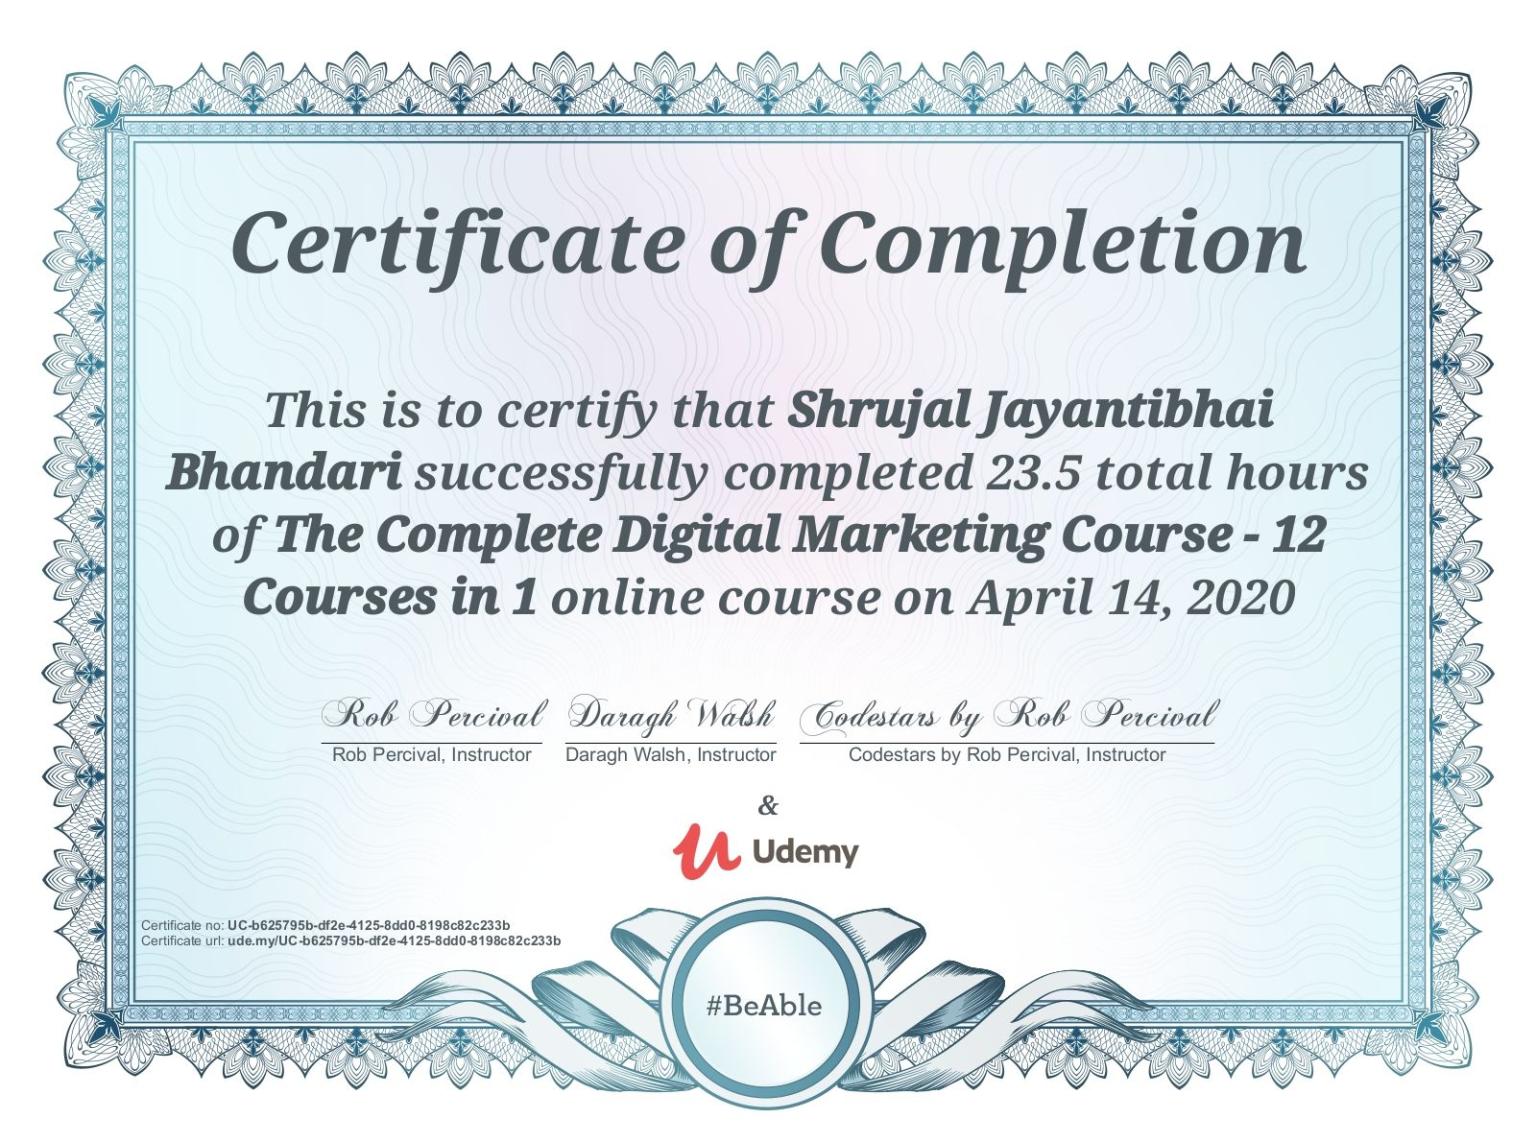 Certificate of Completion
This is to certify that Shrujal Jayantibhai
Bhandari successfully completed 23.5 total hours
of The Complete Digital Marketing Course - 12
Courses in 1 online course on April 14, 2020
Rob Percival Daragh Walsh Codestars by Rob Percival
Rob Percival, Instructor Daragh Walsh, Instructor Codestars by Rob Percival, Instructor
&
Udemy
Certificate no: UC-b625795b-df2e-4125-8dd0-8198c82c233b
Certificate url: ude.my/UC-b625795b-df2e-4125-8dd0-8198c82c233b
#BeAble